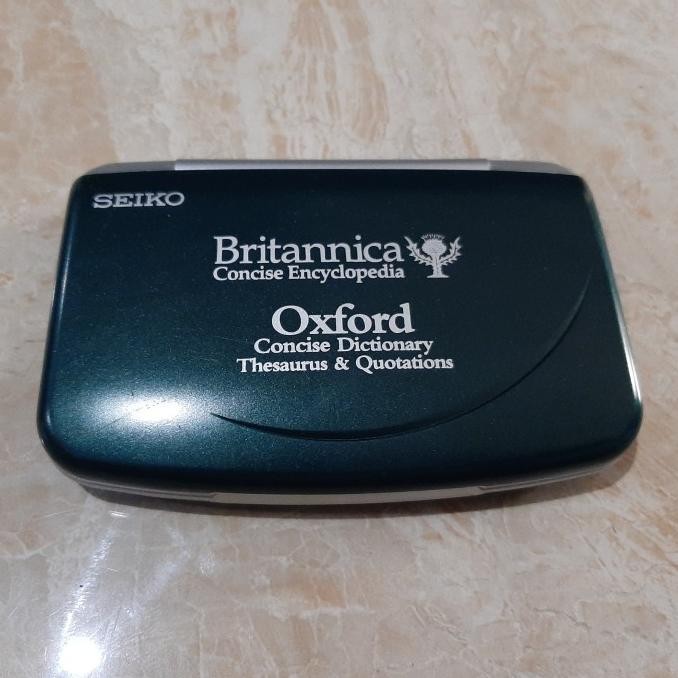 SEIKO
Britannica
Concise Encyclopedia
Oxford
Concise Dictionary
Thesaurus & Quotations